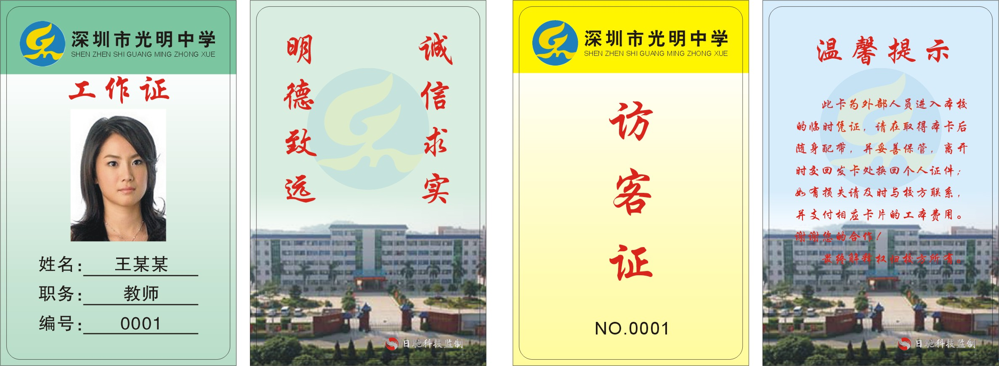 深圳市光明中学
SHEN ZHEN SHI GUANG MING ZHONG XUE
工作证
姓名：王某某
职务：教师
编号：0001
诚信求实
明德致远
日驰科技监制
深圳市光明中学
SHEN ZHEN SHI GUANG MING ZHONG XUE
访客证
NO.0001
温馨提示
此卡为外部人员进入本校
的临时凭证，请在取得本卡后
随身配带，并妥善保管，离开
时交回发卡处换回个人证件；
如有损失请及时与校方联系，
并支付相应卡片的工本费用。
谢谢您的合作！
最终解释权归校方所有。
日驰科技监制